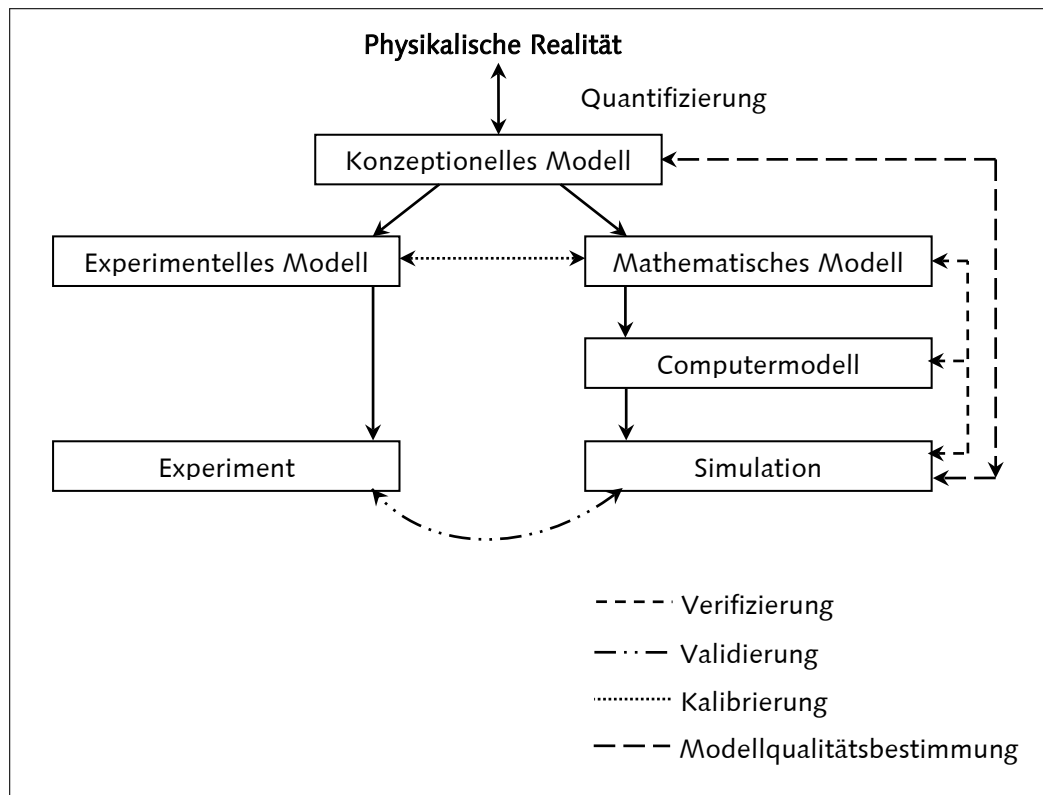 Physikalische Realität
Quantifizierung
Konzeptionelles Modell
Experimentelles Modell
Mathematisches Modell
Computermodell
Experiment
Simulation
Verifizierung
Validierung
Kalibrierung
Modellqualitätsbestimmung